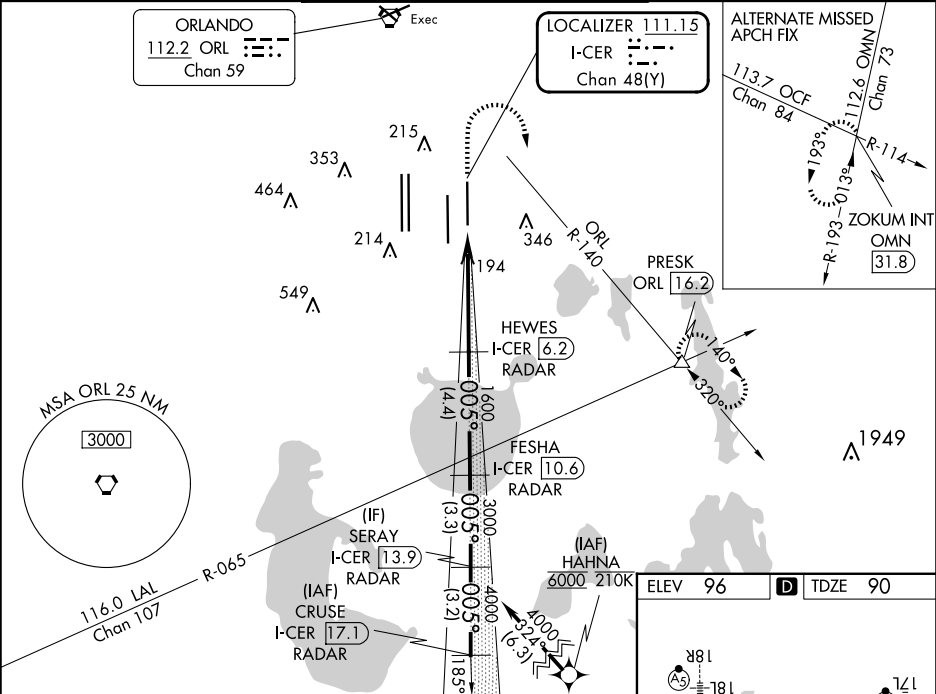 ORLANDO
112.2 ORL
Chan 59
Exec
LOCALIZER 111.15
I-CER
Chan 48(Y)
ALTERNATE MISSED
APCH FIX
113.7 OCF
Chan 84
112.6 OMN
Chan 73
R-114
193°
013°
R-193
ZOKUM INT
OMN
31.8
215
353
464
214
549
346
194
ORL
R-140
PRESK
ORL 16.2
140°
320°
1949
HEWES
I-CER 6.2
RADAR
005°
(4.4)
1600
FESHA
I-CER 10.6
RADAR
005°
(3.3)
3000
(IF)
SERAY
I-CER 13.9
RADAR
005°
(3.2)
4000
(IAF)
CRUSE
I-CER 17.1
RADAR
185°
(IAF)
HAHNA
6000 210K
4000
324°
(6.3)
MSA ORL 25 NM
3000
116.0 LAL
Chan 107
R-065
ELEV 96 D TDZE 90
18R
A5
18L
17L